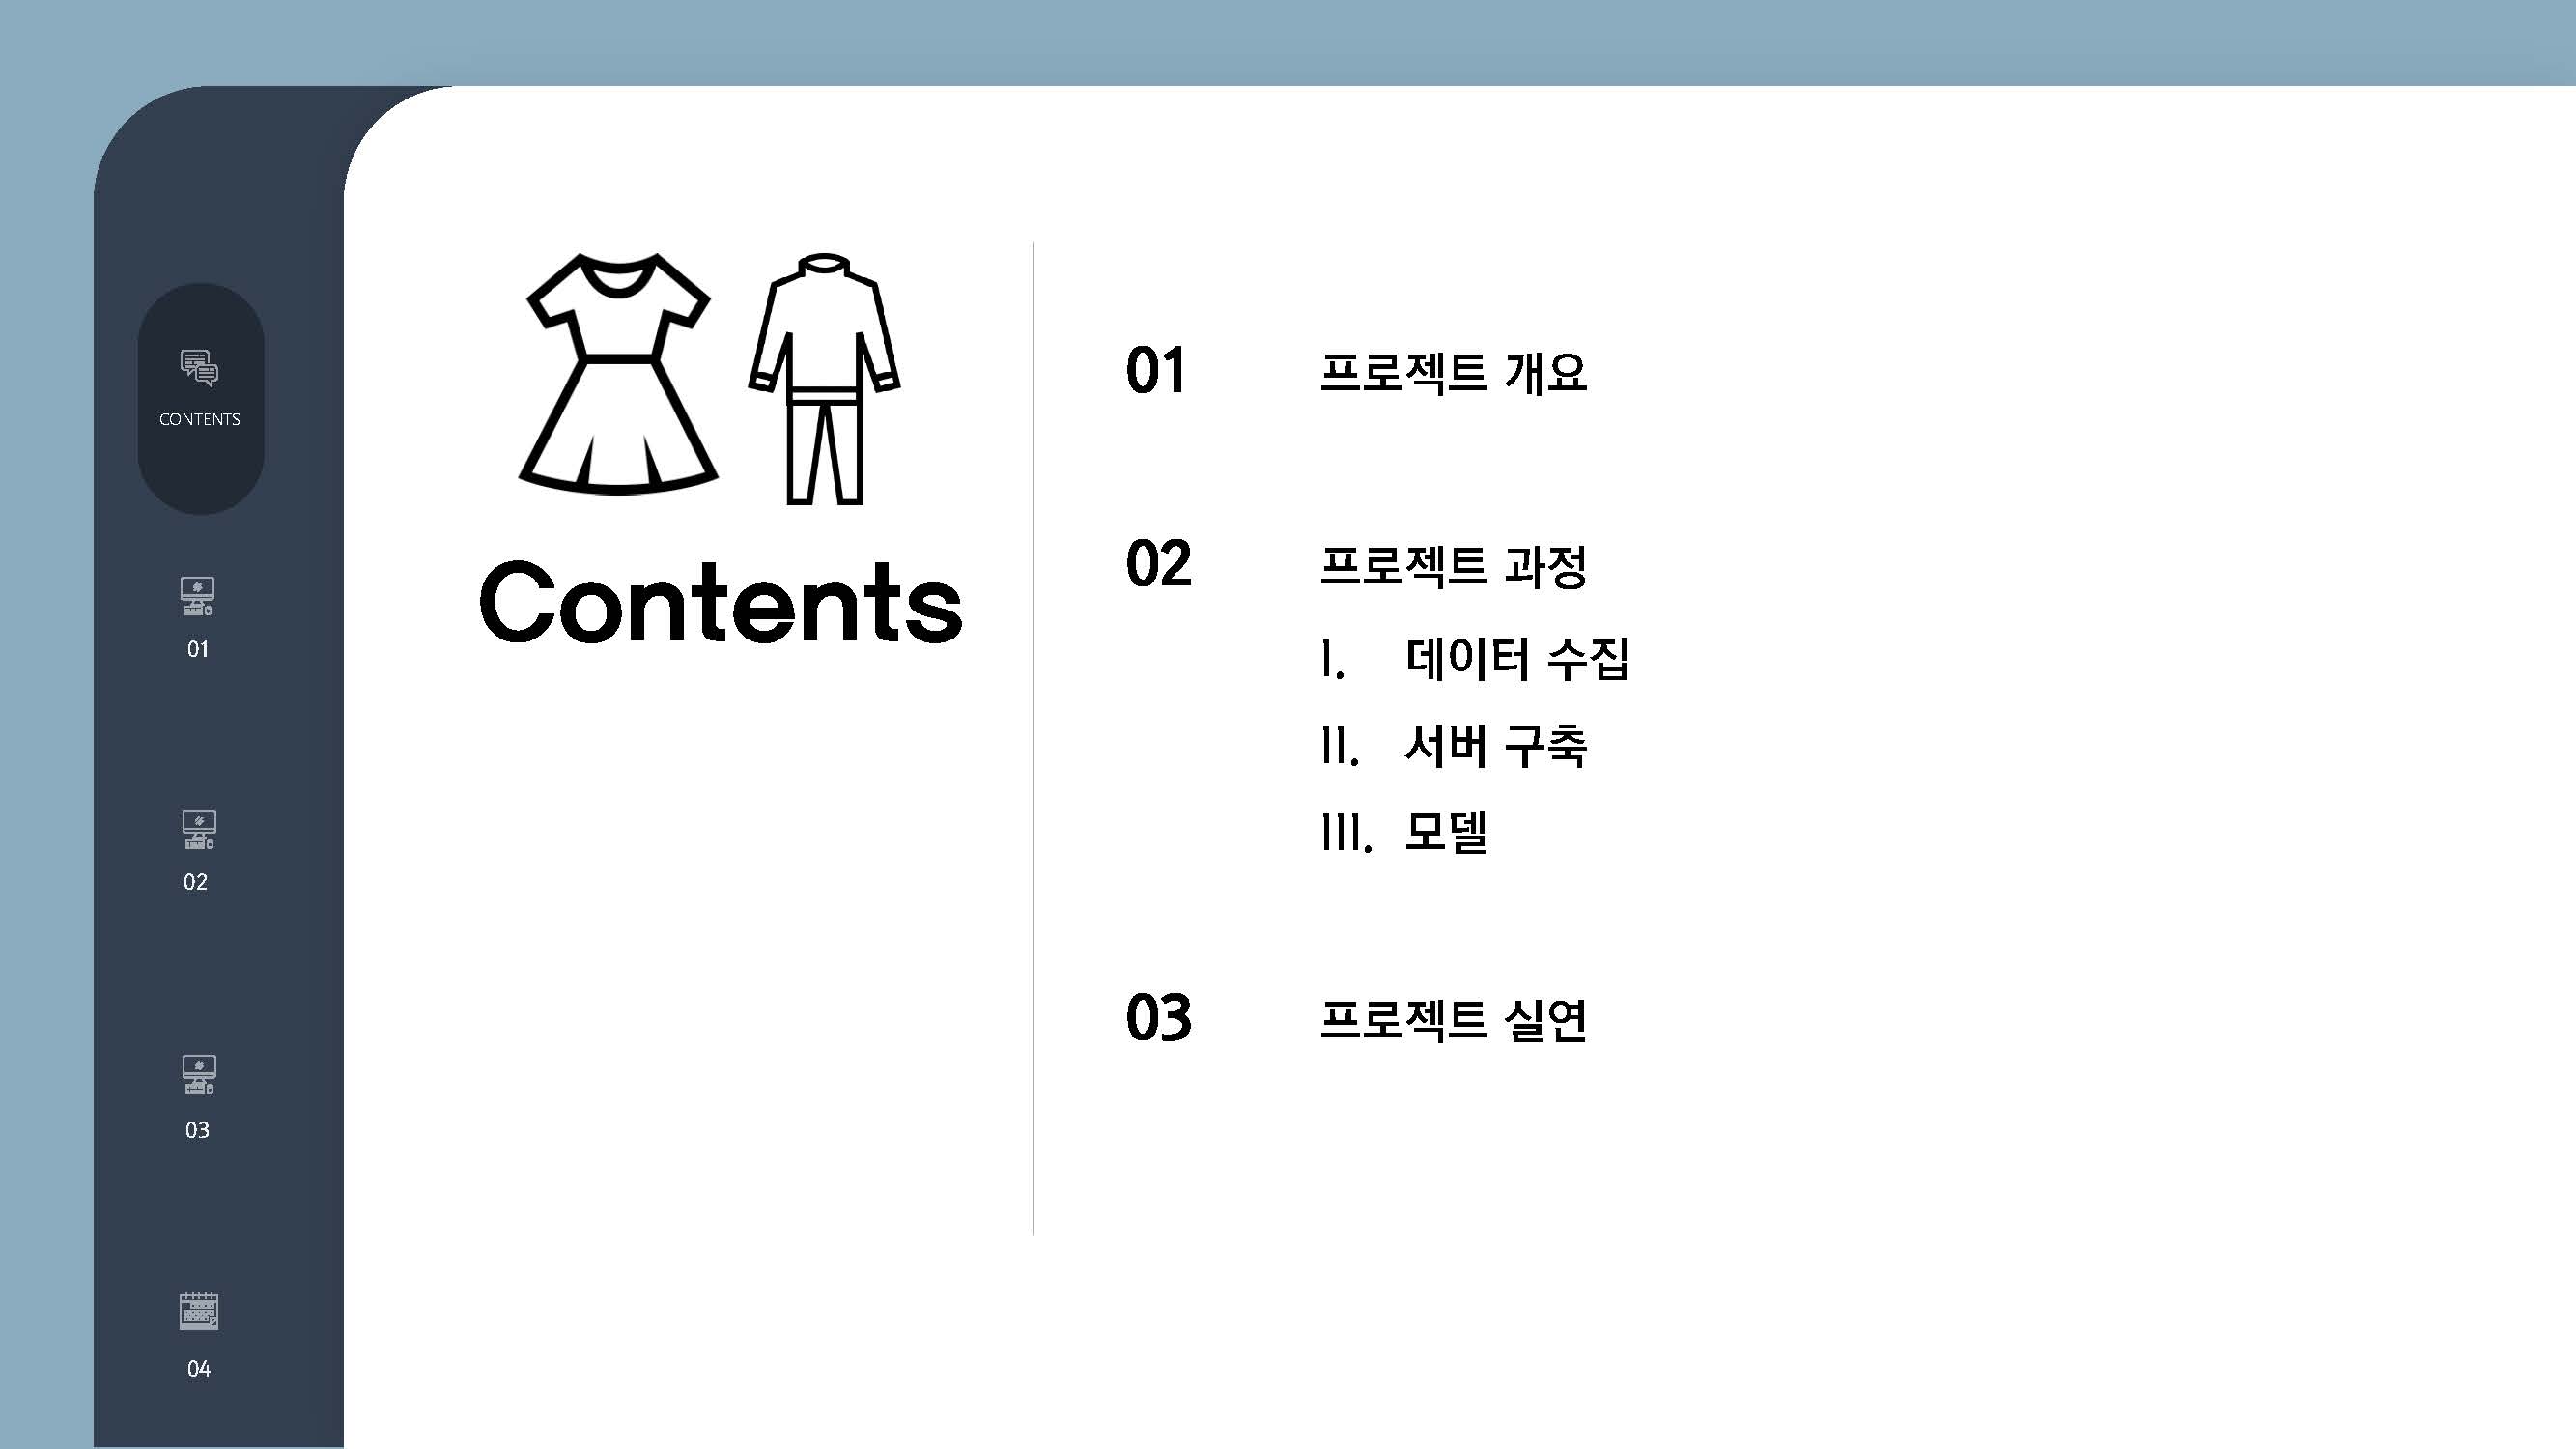 CONTENTS
01
02
03
04
Contents
01 프로젝트 개요
02 프로젝트 과정
I. 데이터 수집
II. 서버 구축
III. 모델
03 프로젝트 실연